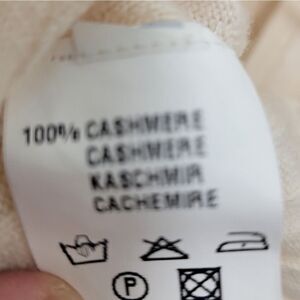 100% CASHMERE
CASHMERE
KASCHMIR
CACHEMIRE
P